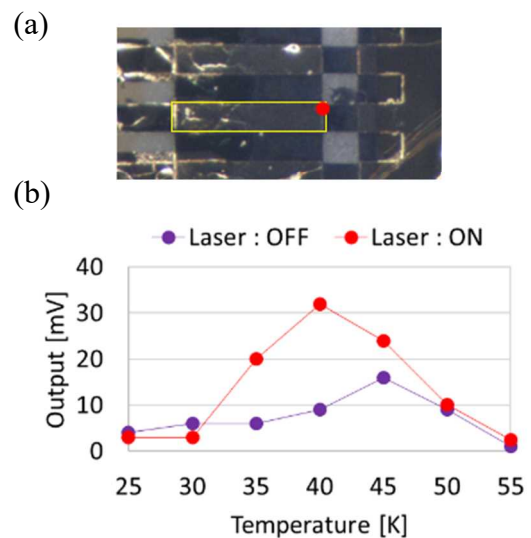 (a)
(b)
Laser : OFF
Laser : ON
Output [mV]
40
30
20
10
0
25 30 35 40 45 50 55
Temperature [K]